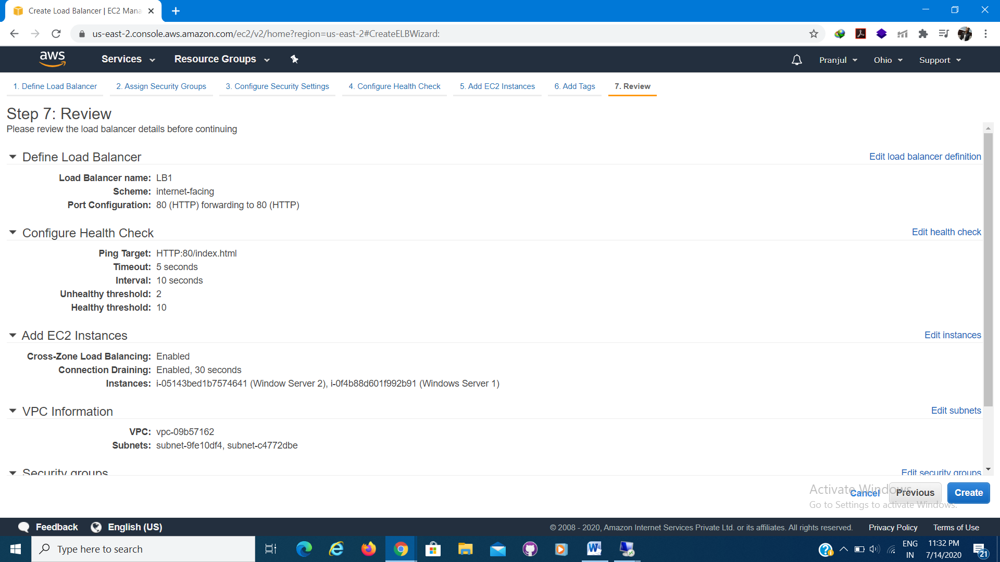 Create Load Balancer | EC2 Mana
us-east-2.console.aws.amazon.com/ec2/v2/home?region=us-east-2#CreateELBWizard:
aws Services Resource Groups Pranjul Ohio Support
1. Define Load Balancer 2. Assign Security Groups 3. Configure Security Settings 4. Configure Health Check 5. Add EC2 Instances 6. Add Tags 7. Review
Step 7: Review
Please review the load balancer details before continuing
Define Load Balancer Edit load balancer definition
Load Balancer name: LB1
Scheme: internet-facing
Port Configuration: 80 (HTTP) forwarding to 80 (HTTP)
Configure Health Check Edit health check
Ping Target: HTTP:80/index.html
Timeout: 5 seconds
Interval: 10 seconds
Unhealthy threshold: 2
Healthy threshold: 10
Add EC2 Instances Edit instances
Cross-Zone Load Balancing: Enabled
Connection Draining: Enabled, 30 seconds
Instances: i-05143bed1b7574641 (Window Server 2), i-0f4b88d601f992b91 (Windows Server 1)
VPC Information Edit subnets
VPC: vpc-09b57162
Subnets: subnet-9fe10df4, subnet-c4772dbe
Security groups Edit security groups
Activate Windows
Cancel Previous Create
Go to Settings to activate Windows.
Feedback English (US) © 2008 - 2020, Amazon Internet Services Private Ltd. or its affiliates. All rights reserved. Privacy Policy Terms of Use
Type here to search
ENG 11:32 PM
IN 7/14/2020 21